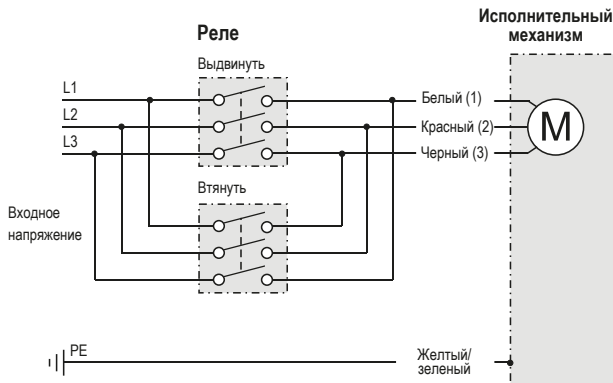 Исполнительный
механизм
Реле
Выдвинуть
L1
Белый (1)
L2
Красный (2)
M
L3
Черный (3)
Втянуть
Входное
напряжение
PE
Желтый/
зеленый